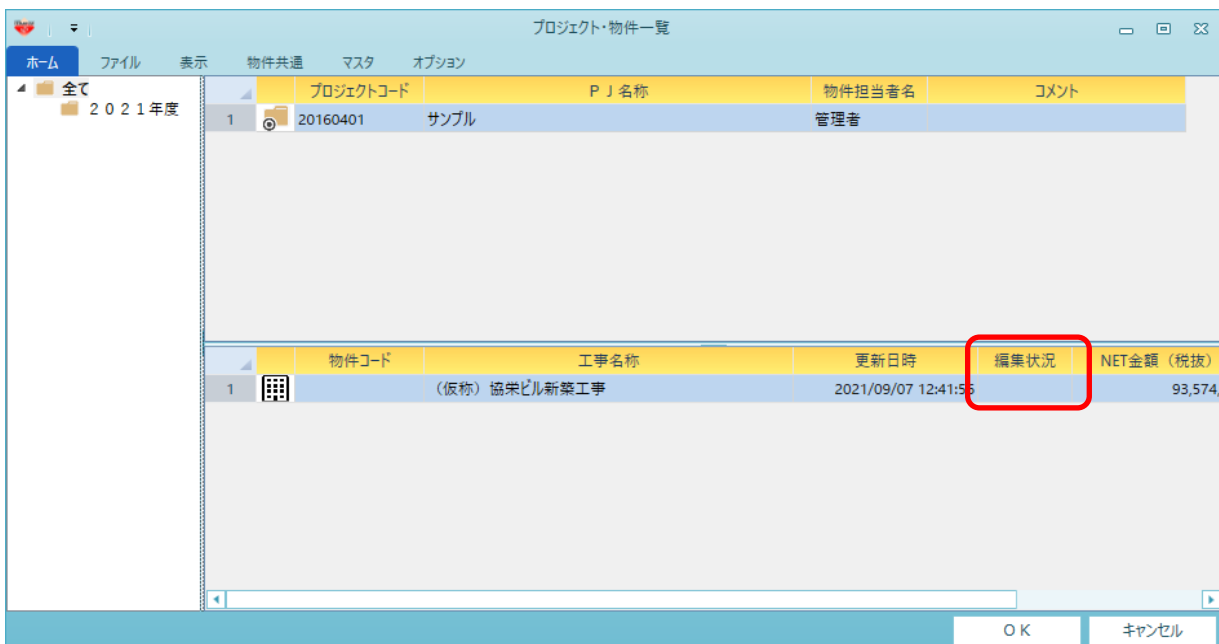 プロジェクト・物件一覧
ホーム ファイル 表示 物件共通 マスタ オプション
全て
２０２１年度
プロジェクトコード ＰＪ名称 物件担当者名 コメント
1 20160401 サンプル 管理者
物件コード 工事名称 更新日時 編集状況 NET金額（税抜）
1 （仮称）協栄ビル新築工事 2021/09/07 12:41:56 93,574,
ＯＫ キャンセル